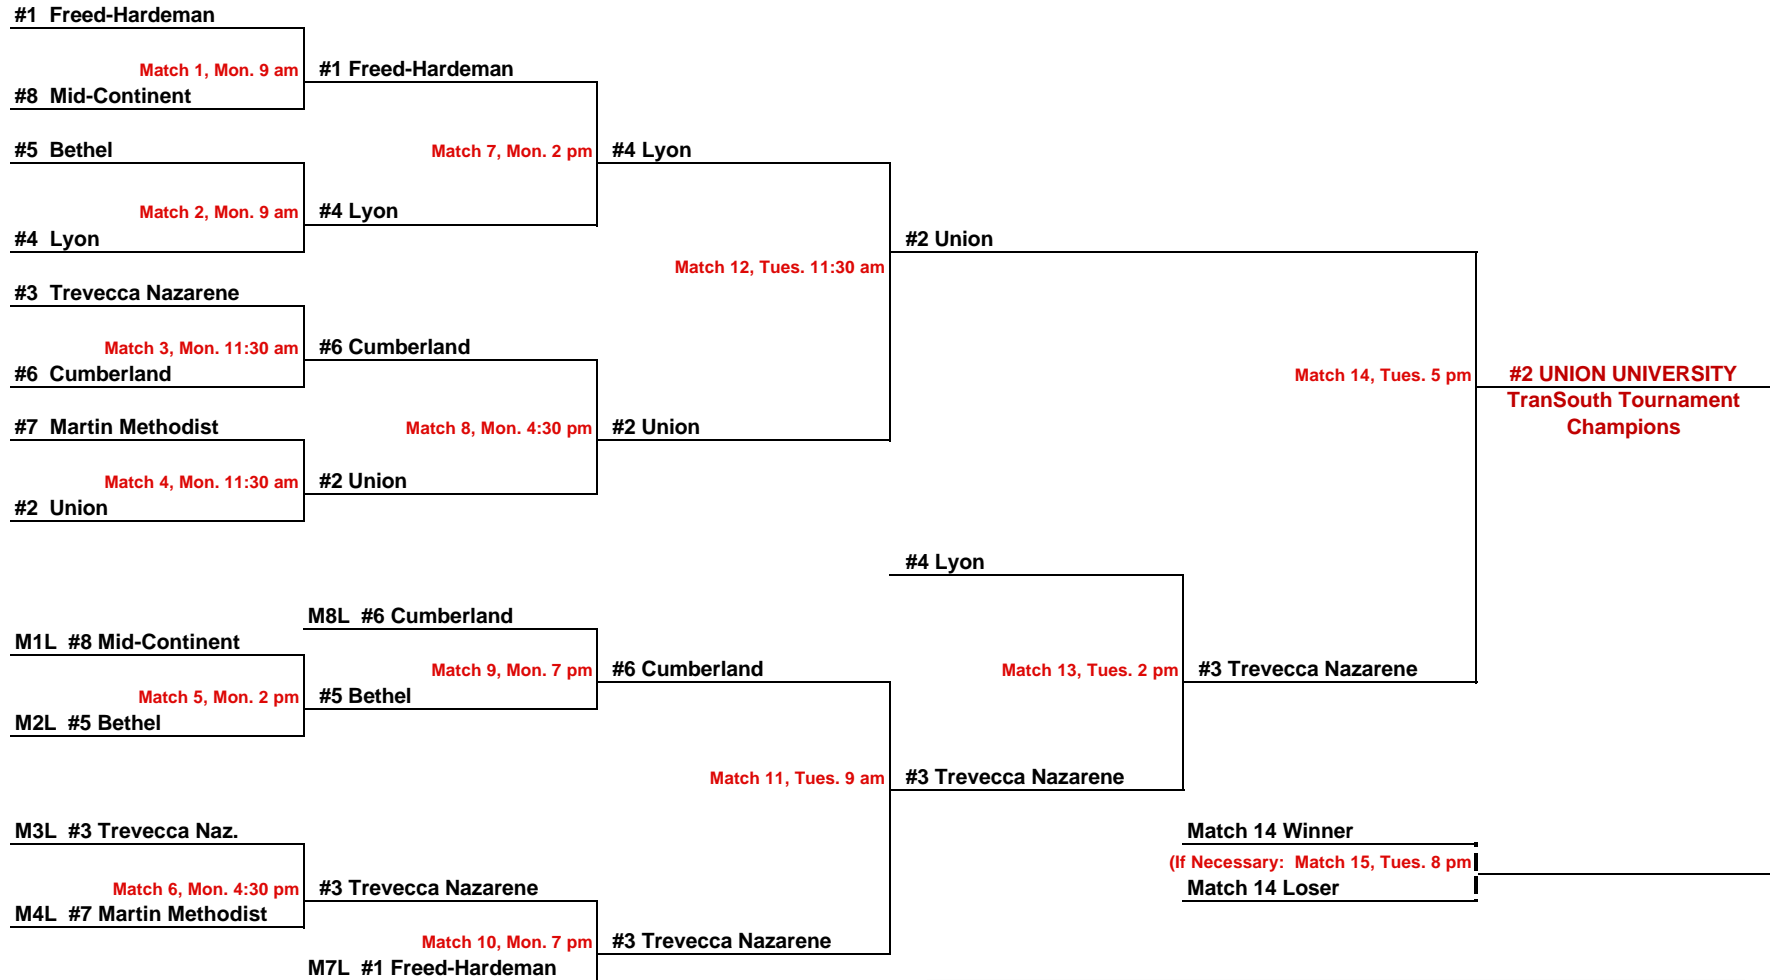 #1 Freed-Hardeman
Match 1, Mon. 9 am
#1 Freed-Hardeman
#8 Mid-Continent
#5 Bethel
Match 7, Mon. 2 pm
#4 Lyon
Match 2, Mon. 9 am
#4 Lyon
#4 Lyon
#2 Union
Match 12, Tues. 11:30 am
#3 Trevecca Nazarene
Match 3, Mon. 11:30 am
#6 Cumberland
#6 Cumberland
Match 14, Tues. 5 pm
#2 UNION UNIVERSITY
TranSouth Tournament
Champions
#7 Martin Methodist
Match 8, Mon. 4:30 pm
#2 Union
Match 4, Mon. 11:30 am
#2 Union
#2 Union
#4 Lyon
M8L #6 Cumberland
M1L #8 Mid-Continent
Match 9, Mon. 7 pm
#6 Cumberland
Match 13, Tues. 2 pm
#3 Trevecca Nazarene
Match 5, Mon. 2 pm
#5 Bethel
M2L #5 Bethel
Match 11, Tues. 9 am
#3 Trevecca Nazarene
M3L #3 Trevecca Naz.
Match 14 Winner
(If Necessary: Match 15, Tues. 8 pm
Match 6, Mon. 4:30 pm
#3 Trevecca Nazarene
Match 14 Loser
M4L #7 Martin Methodist
Match 10, Mon. 7 pm
#3 Trevecca Nazarene
M7L #1 Freed-Hardeman